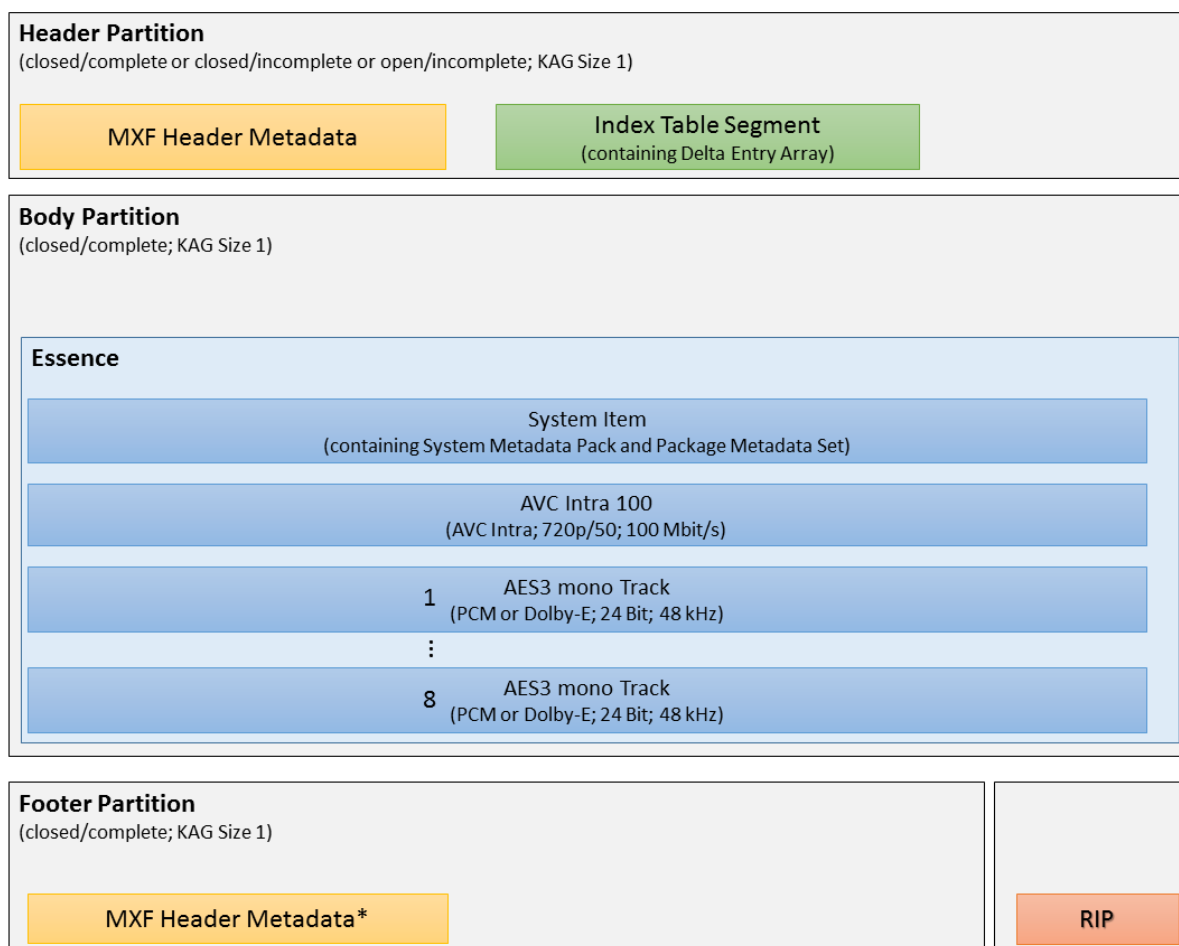 Header Partition
(closed/complete or closed/incomplete or open/incomplete; KAG Size 1)
MXF Header Metadata
Index Table Segment
(containing Delta Entry Array)
Body Partition
(closed/complete; KAG Size 1)
Essence
System Item
(containing System Metadata Pack and Package Metadata Set)
AVC Intra 100
(AVC Intra; 720p/50; 100 Mbit/s)
1 AES3 mono Track
(PCM or Dolby-E; 24 Bit; 48 kHz)
⋮
8 AES3 mono Track
(PCM or Dolby-E; 24 Bit; 48 kHz)
Footer Partition
(closed/complete; KAG Size 1)
MXF Header Metadata*
RIP